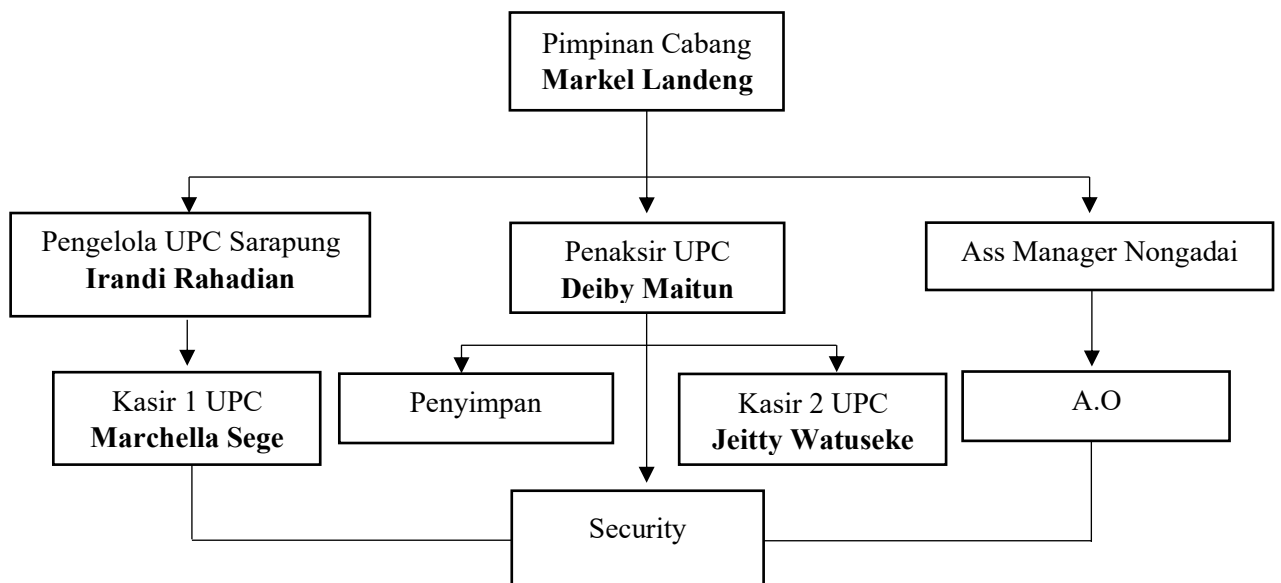 Pimpinan Cabang
Markel Landeng
Pengelola UPC Sarapung
Irandi Rahadian
Penaksir UPC
Deiby Maitun
Ass Manager Nongadai
Kasir 1 UPC
Marchella Sege
Penyimpan
Kasir 2 UPC
Jeitty Watuseke
A.O
Security